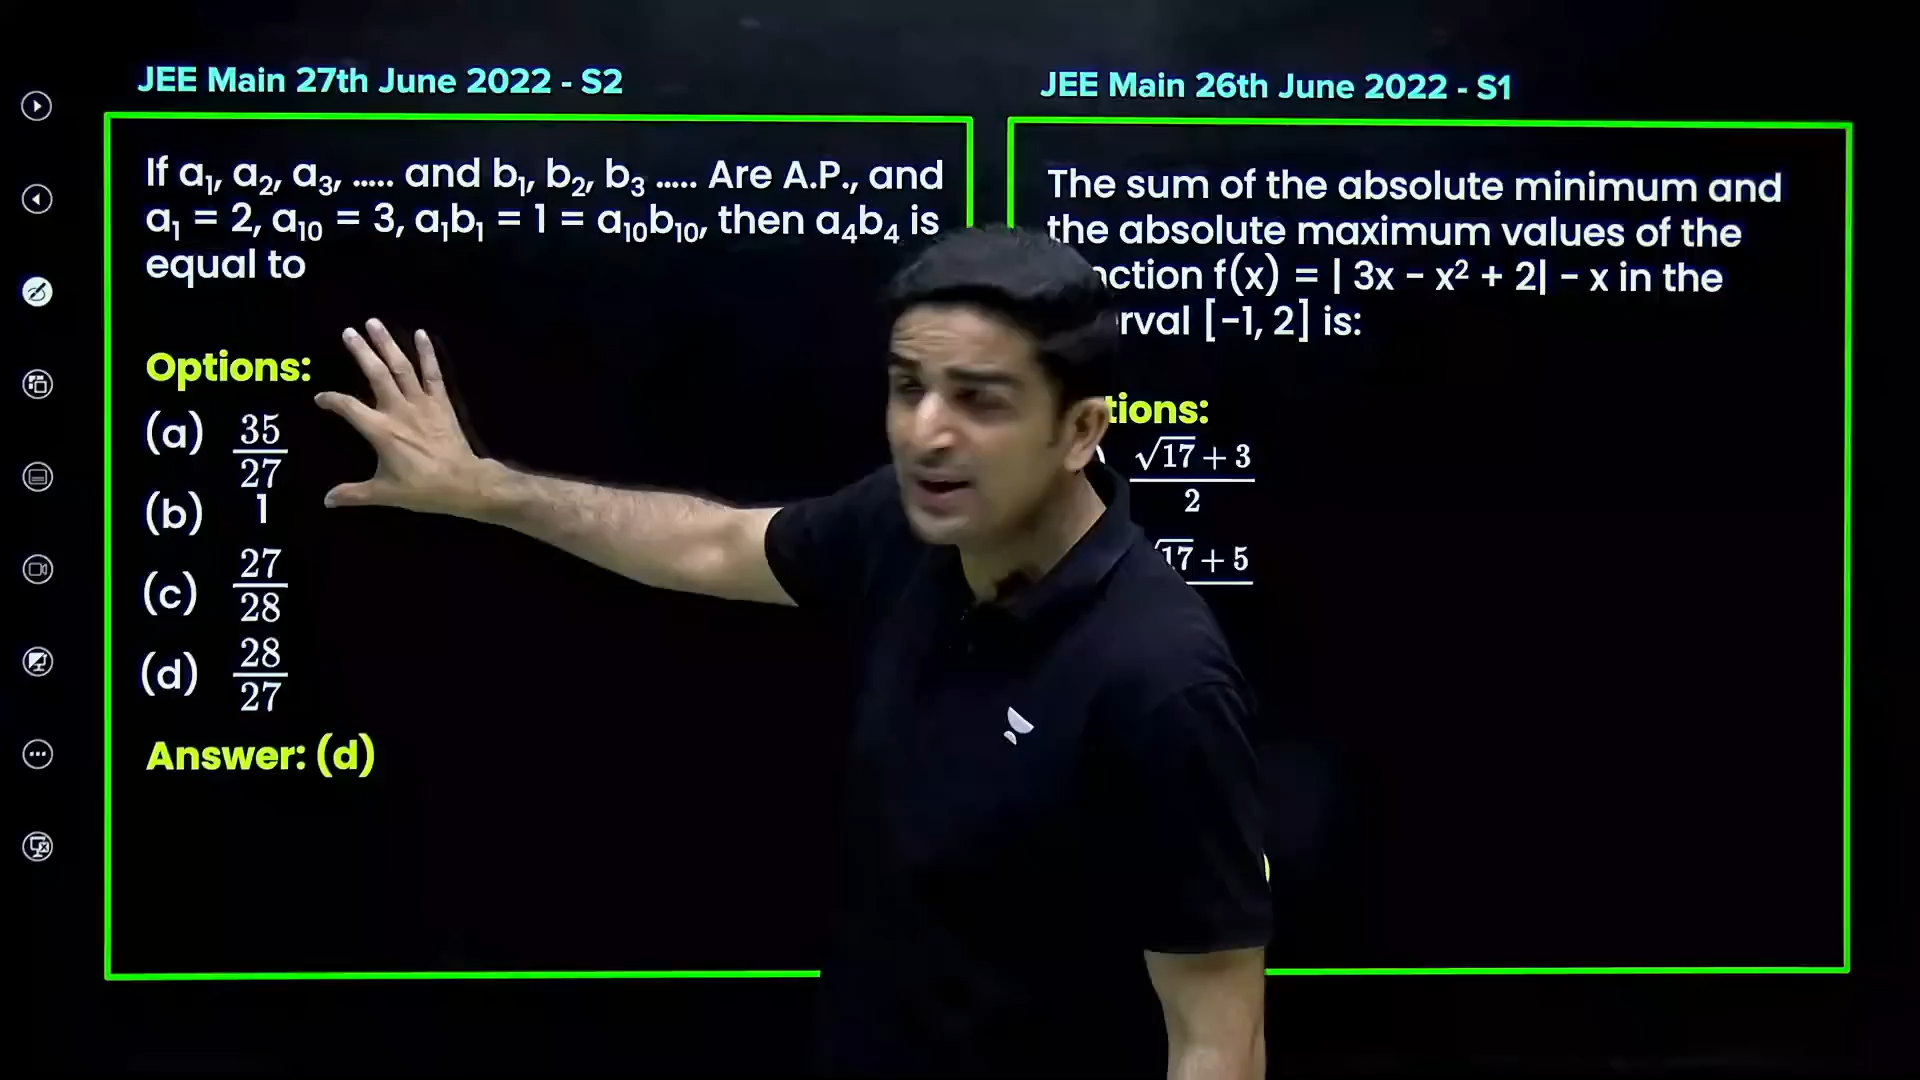 JEE Main 27th June 2022 - S2
If a₁, a₂, a₃, ..... and b₁, b₂, b₃ ..... Are A.P., and
a₁ = 2, a₁₀ = 3, a₁b₁ = 1 = a₁₀b₁₀, then a₄b₄ is
equal to
Options:
(a) 35/27
(b) 1
(c) 27/28
(d) 28/27
Answer: (d)
JEE Main 26th June 2022 - S1
The sum of the absolute minimum and
the absolute maximum values of the
nction f(x) = | 3x − x² + 2| − x in the
rval [−1, 2] is:
tions:
√17 + 3
2
17 + 5